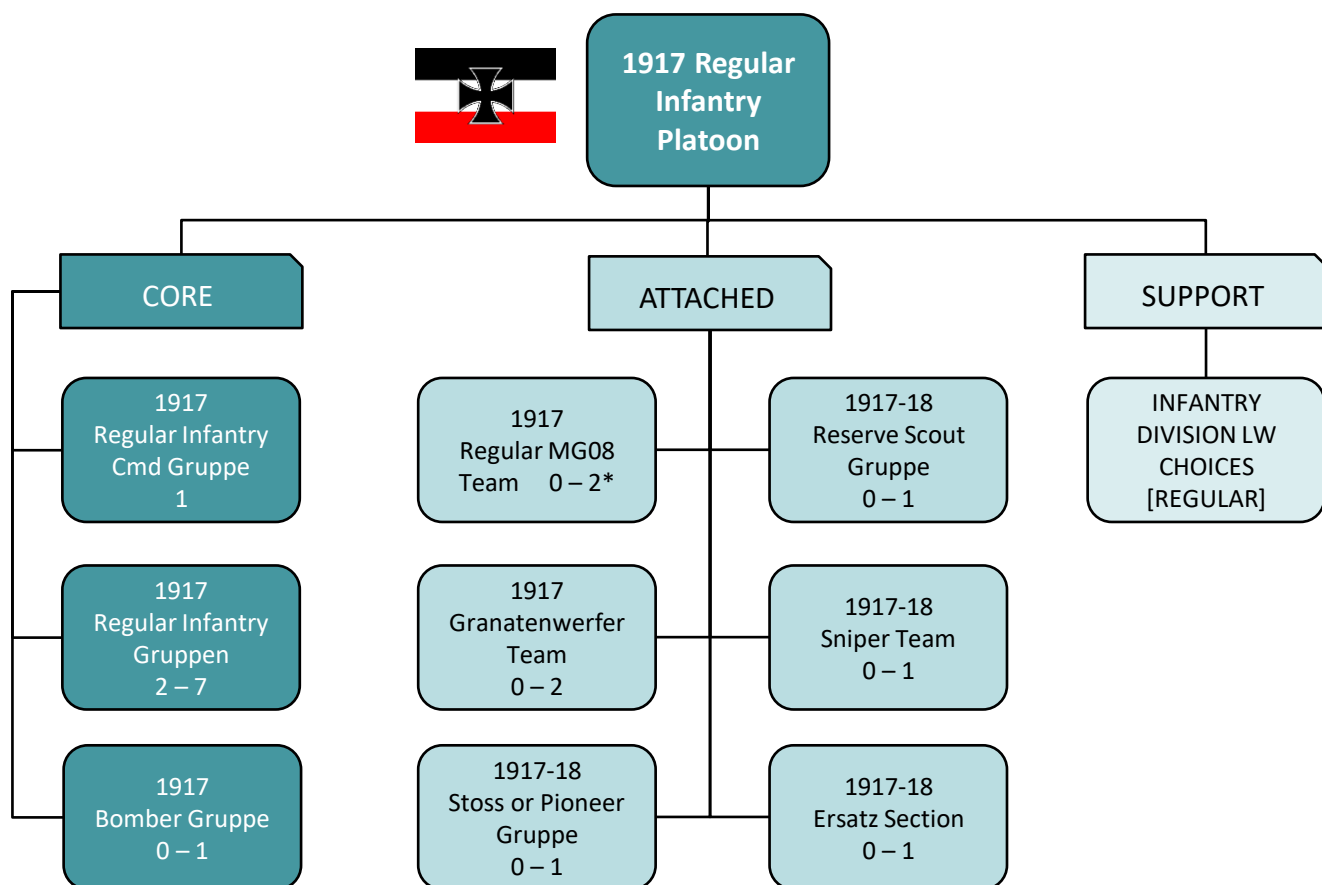 1917 Regular
Infantry
Platoon
CORE
ATTACHED
SUPPORT
1917
Regular Infantry
Cmd Gruppe
1
1917
Regular Infantry
Gruppen
2 – 7
1917
Bomber Gruppe
0 – 1
1917
Regular MG08
Team 0 – 2*
1917
Granatenwerfer
Team
0 – 2
1917-18
Stoss or Pioneer
Gruppe
0 – 1
1917-18
Reserve Scout
Gruppe
0 – 1
1917-18
Sniper Team
0 – 1
1917-18
Ersatz Section
0 – 1
INFANTRY
DIVISION LW
CHOICES
[REGULAR]